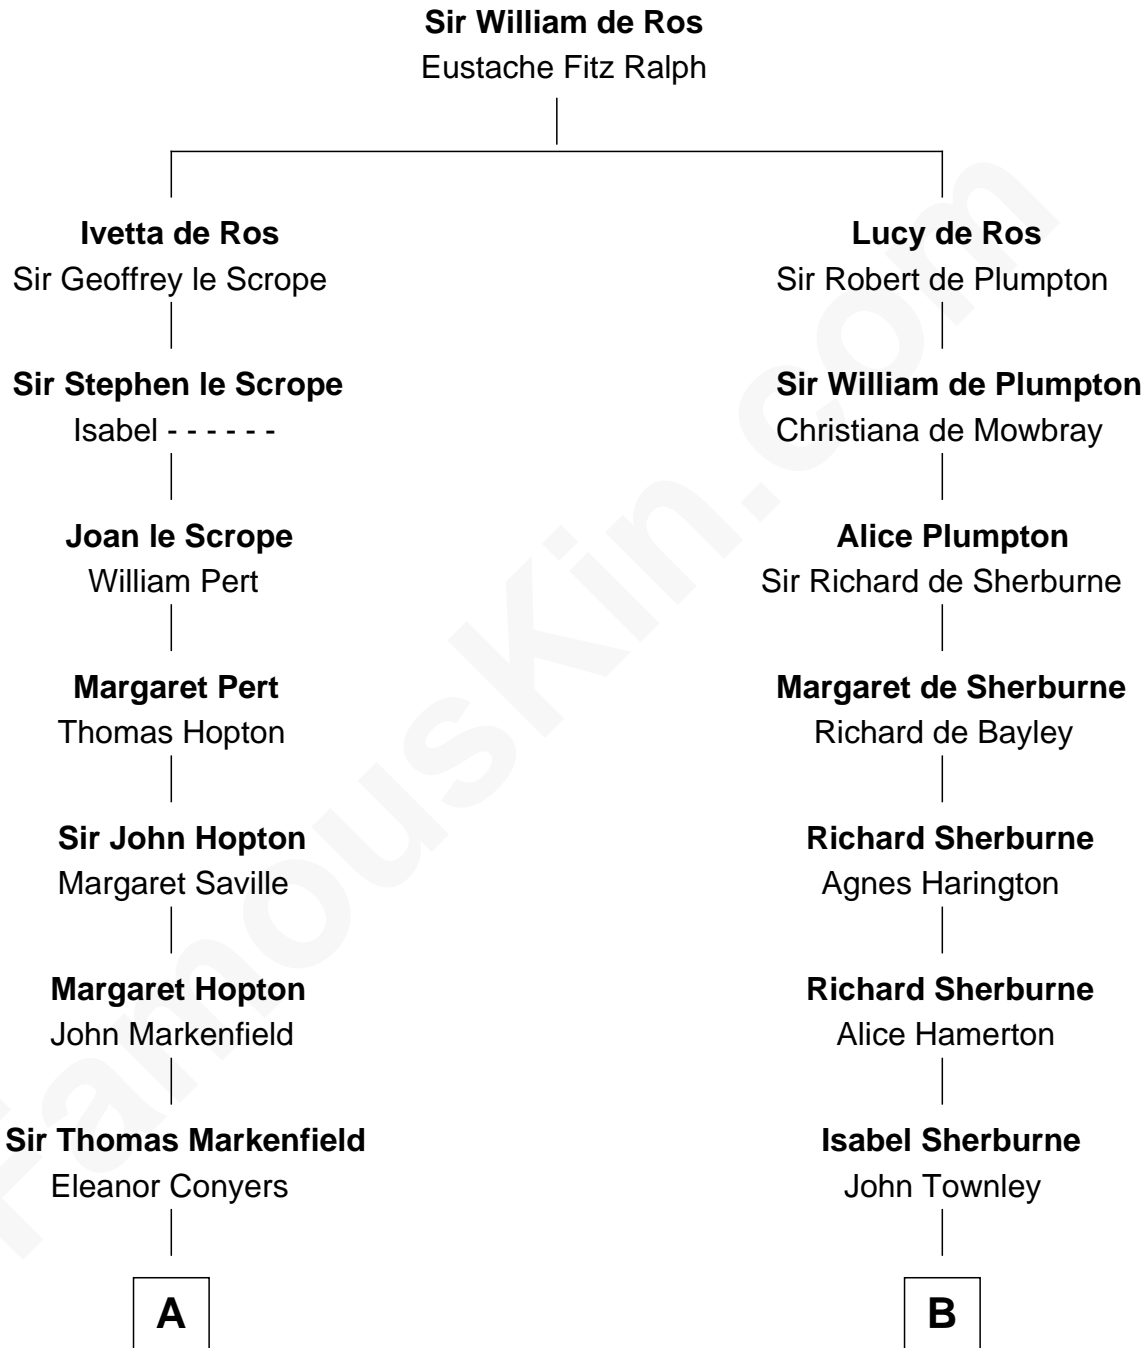 Sir William de Ros
Eustache Fitz Ralph
Ivetta de Ros
Sir Geoffrey le Scrope
Lucy de Ros
Sir Robert de Plumpton
Sir Stephen le Scrope
Isabel - - - - - -
Sir William de Plumpton
Christiana de Mowbray
Joan le Scrope
William Pert
Alice Plumpton
Sir Richard de Sherburne
Margaret Pert
Thomas Hopton
Margaret de Sherburne
Richard de Bayley
Sir John Hopton
Margaret Saville
Richard Sherburne
Agnes Harington
Margaret Hopton
John Markenfield
Richard Sherburne
Alice Hamerton
Sir Thomas Markenfield
Eleanor Conyers
Isabel Sherburne
John Townley
A
B
FamousKin.com